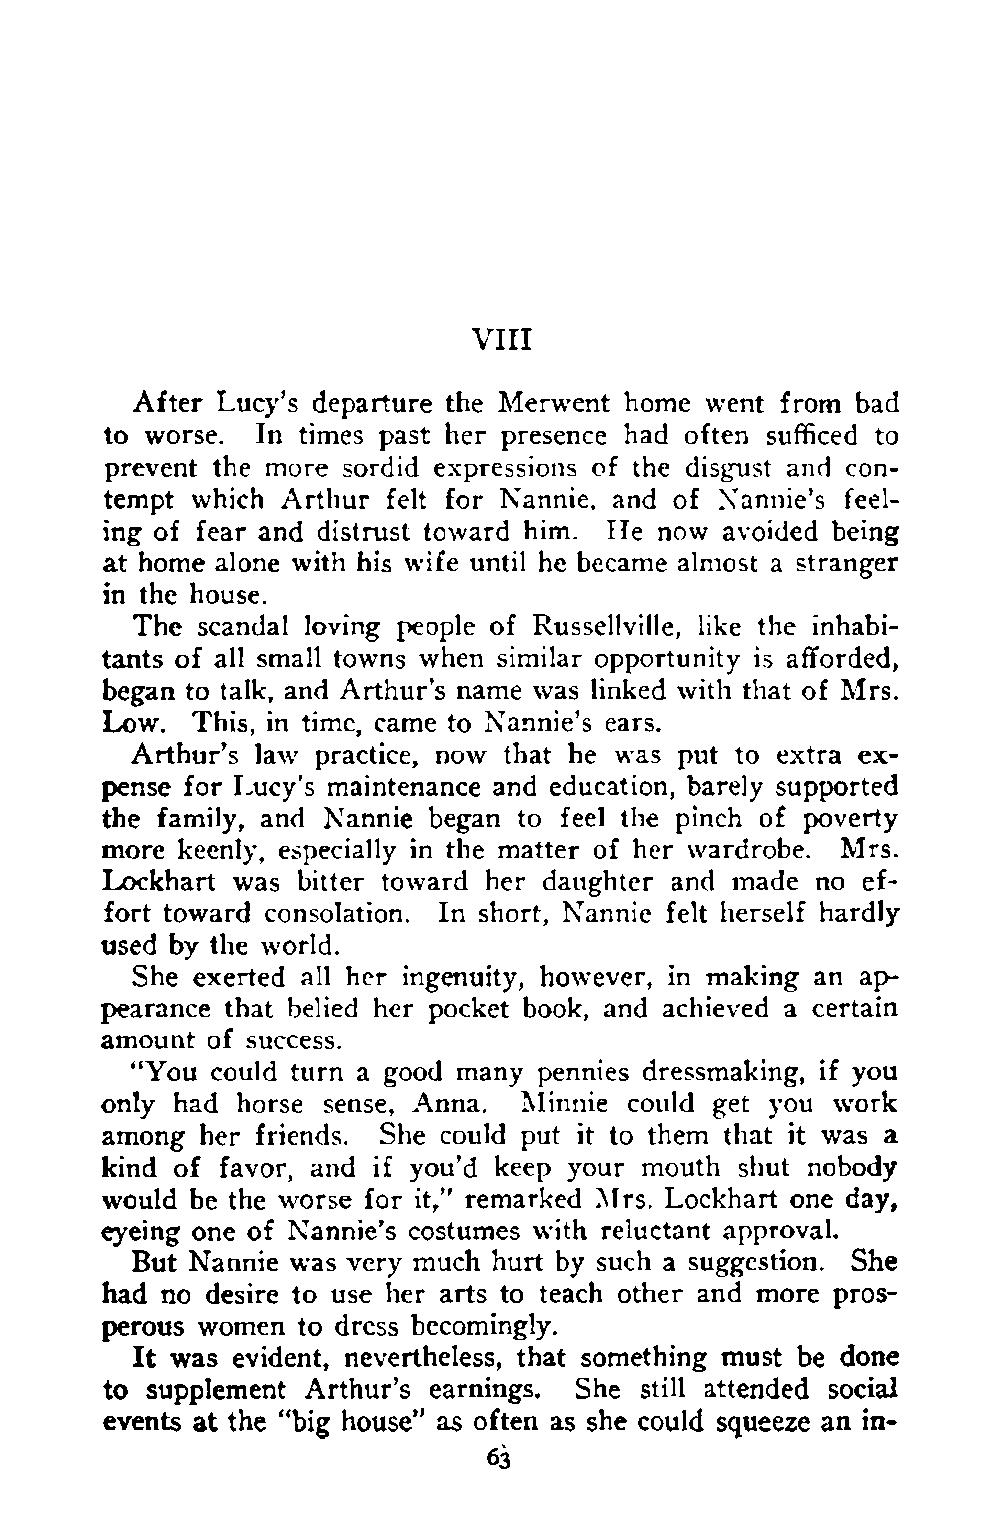 VIII
After Lucy's departure the Merwent home went from bad
to worse. In times past her presence had often sufficed to
prevent the more sordid expressions of the disgust and con-
tempt which Arthur felt for Nannie, and of Nannie's feel-
ing of fear and distrust toward him. He now avoided being
at home alone with his wife until he became almost a stranger
in the house.
The scandal loving people of Russellville, like the inhabi-
tants of all small towns when similar opportunity is afforded,
began to talk, and Arthur's name was linked with that of Mrs.
Low. This, in time, came to Nannie's ears.
Arthur's law practice, now that he was put to extra ex-
pense for Lucy's maintenance and education, barely supported
the family, and Nannie began to feel the pinch of poverty
more keenly, especially in the matter of her wardrobe. Mrs.
Lockhart was bitter toward her daughter and made no ef-
fort toward consolation. In short, Nannie felt herself hardly
used by the world.
She exerted all her ingenuity, however, in making an ap-
pearance that belied her pocket book, and achieved a certain
amount of success.
"You could turn a good many pennies dressmaking, if you
only had horse sense, Anna. Minnie could get you work
among her friends. She could put it to them that it was a
kind of favor, and if you'd keep your mouth shut nobody
would be the worse for it," remarked Mrs. Lockhart one day,
eyeing one of Nannie's costumes with reluctant approval.
But Nannie was very much hurt by such a suggestion. She
had no desire to use her arts to teach other and more pros-
perous women to dress becomingly.
It was evident, nevertheless, that something must be done
to supplement Arthur's earnings. She still attended social
events at the "big house" as often as she could squeeze an in-
63